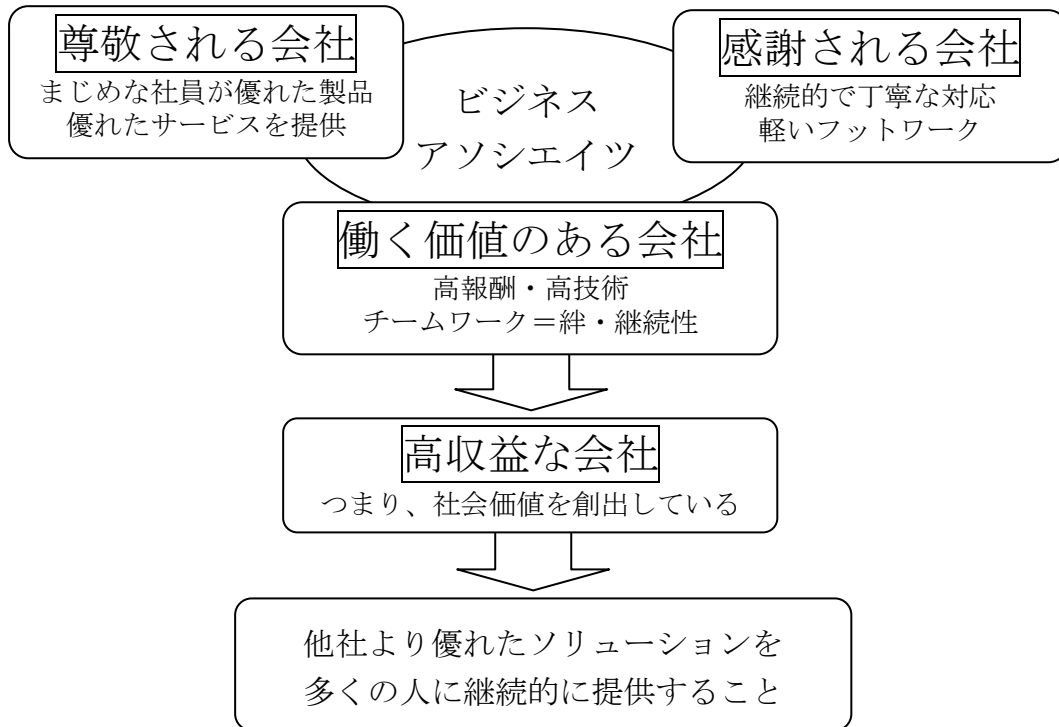 尊敬される会社
まじめな社員が優れた製品
優れたサービスを提供
感謝される会社
継続的で丁寧な対応
軽いフットワーク
ビジネス
アソシエイツ
働く価値のある会社
高報酬・高技術
チームワーク＝絆・継続性
高収益な会社
つまり、社会価値を創出している
他社より優れたソリューションを
多くの人に継続的に提供すること